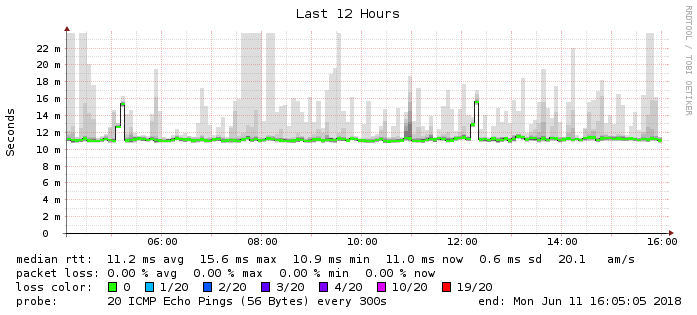 Last 12 Hours
RRDTOOL / TOBI OETIKER
Seconds
22 m
20 m
18 m
16 m
14 m
12 m
10 m
8 m
6 m
4 m
2 m
0
06:00 08:00 10:00 12:00 14:00 16:00
median rtt: 11.2 ms avg 15.6 ms max 10.9 ms min 11.0 ms now 0.6 ms sd 20.1 am/s
packet loss: 0.00 % avg 0.00 % max 0.00 % min 0.00 % now
loss color: 0 1/20 2/20 3/20 4/20 10/20 19/20
probe: 20 ICMP Echo Pings (56 Bytes) every 300s end: Mon Jun 11 16:05:05 2018